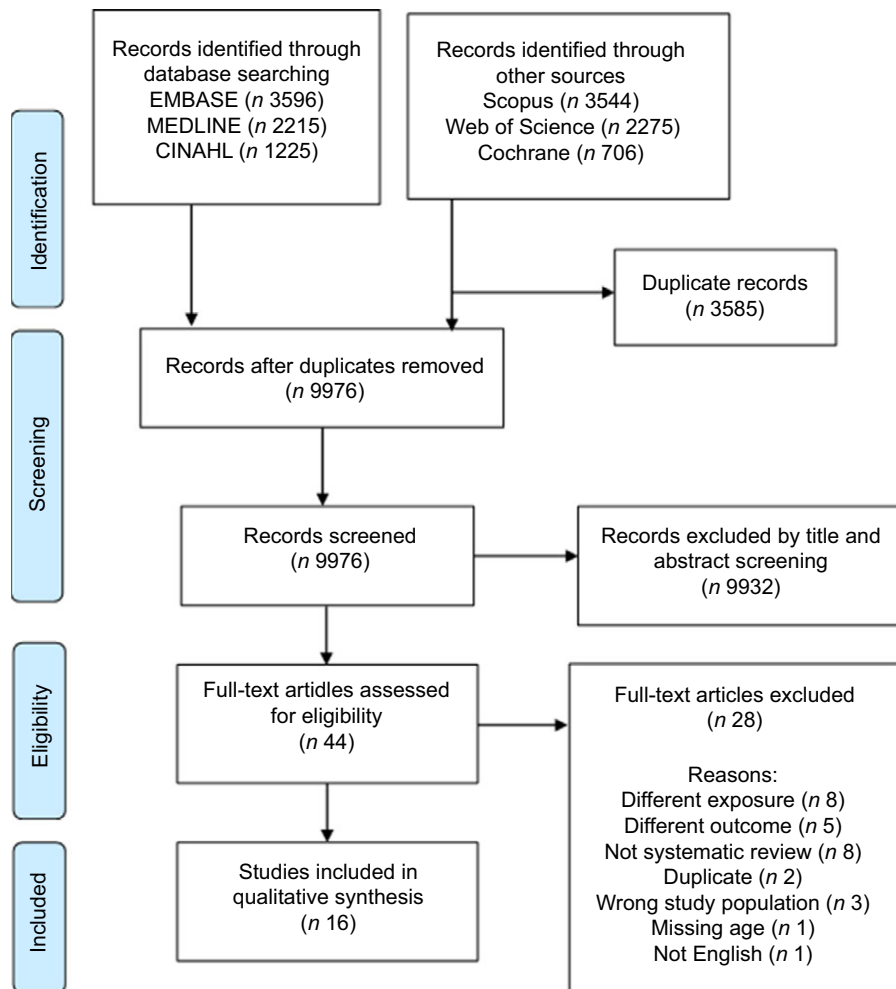 Records identified through
database searching
EMBASE (n 3596)
MEDLINE (n 2215)
CINAHL (n 1225)
Records identified through
other sources
Scopus (n 3544)
Web of Science (n 2275)
Cochrane (n 706)
Identification
Duplicate records
(n 3585)
Records after duplicates removed
(n 9976)
Screening
Records screened
(n 9976)
Records excluded by title and
abstract screening
(n 9932)
Eligibility
Full-text artidles assessed
for eligibility
(n 44)
Full-text articles excluded
(n 28)
Reasons:
Different exposure (n 8)
Different outcome (n 5)
Not systematic review (n 8)
Duplicate (n 2)
Wrong study population (n 3)
Missing age (n 1)
Not English (n 1)
Included
Studies included in
qualitative synthesis
(n 16)